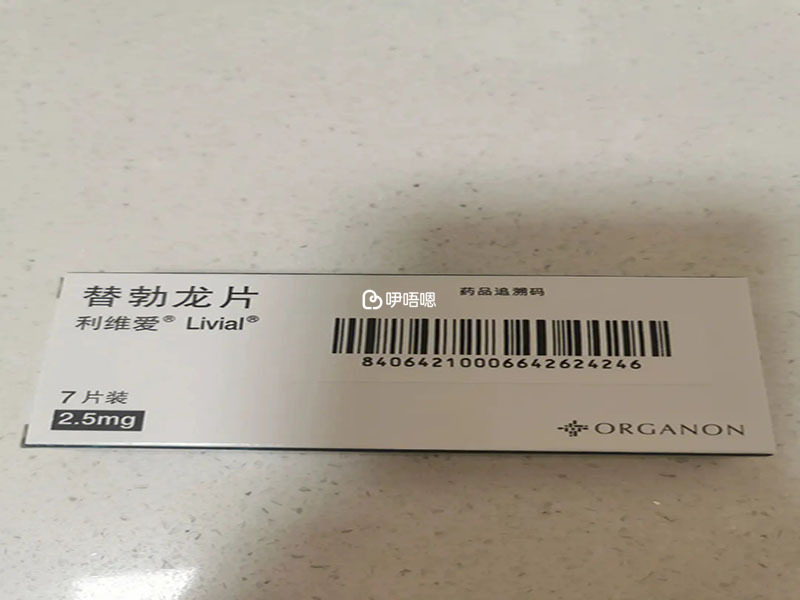 替勃龙片
利维爱® Livial®
7片装
2.5mg
伊唔嗯
药品追溯码
84064210006642624246
ORGANON